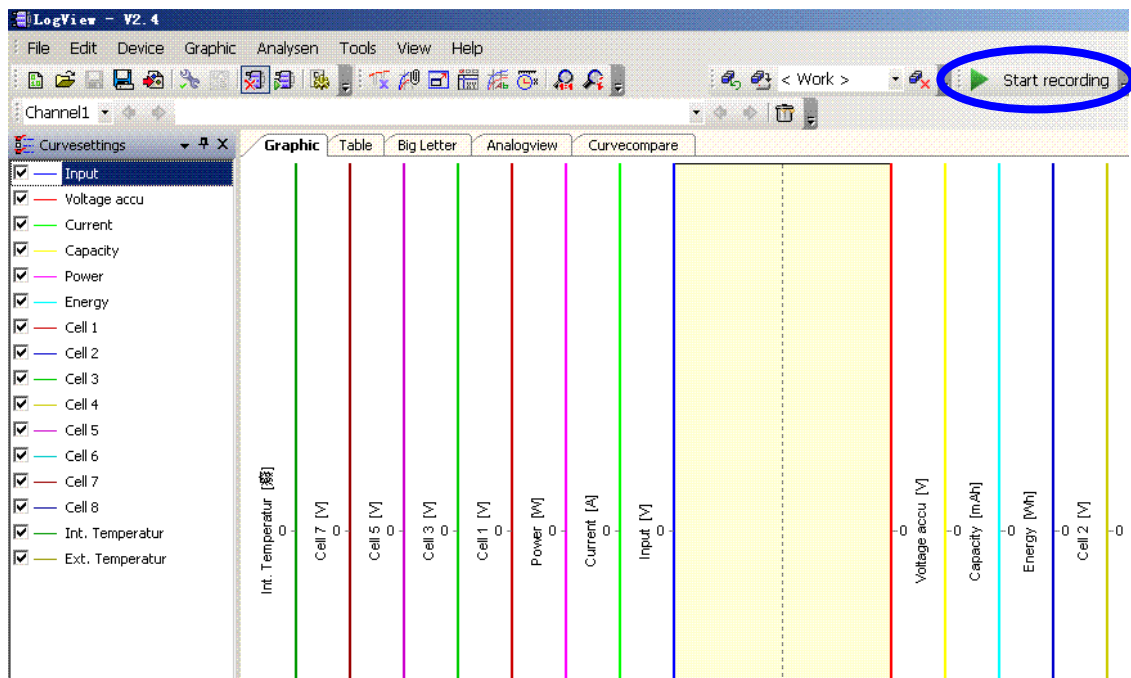 LogView - V2.4
File Edit Device Graphic Analysen Tools View Help
< Work > Start recording
Channel1
Curvesettings
Graphic Table Big Letter Analogview Curvecompare
Input
Voltage accu
Current
Capacity
Power
Energy
Cell 1
Cell 2
Cell 3
Cell 4
Cell 5
Cell 6
Cell 7
Cell 8
Int. Temperatur
Ext. Temperatur
Int. Temperatur
0
Cell 7 [V]
0
Cell 5 [V]
0
Cell 3 [V]
0
Cell 1 [V]
0
Power [W]
0
Current [A]
0
Input [V]
0
0
Voltage accu [V]
0
Capacity [mAh]
0
Energy [Wh]
0
Cell 2 [V]
0